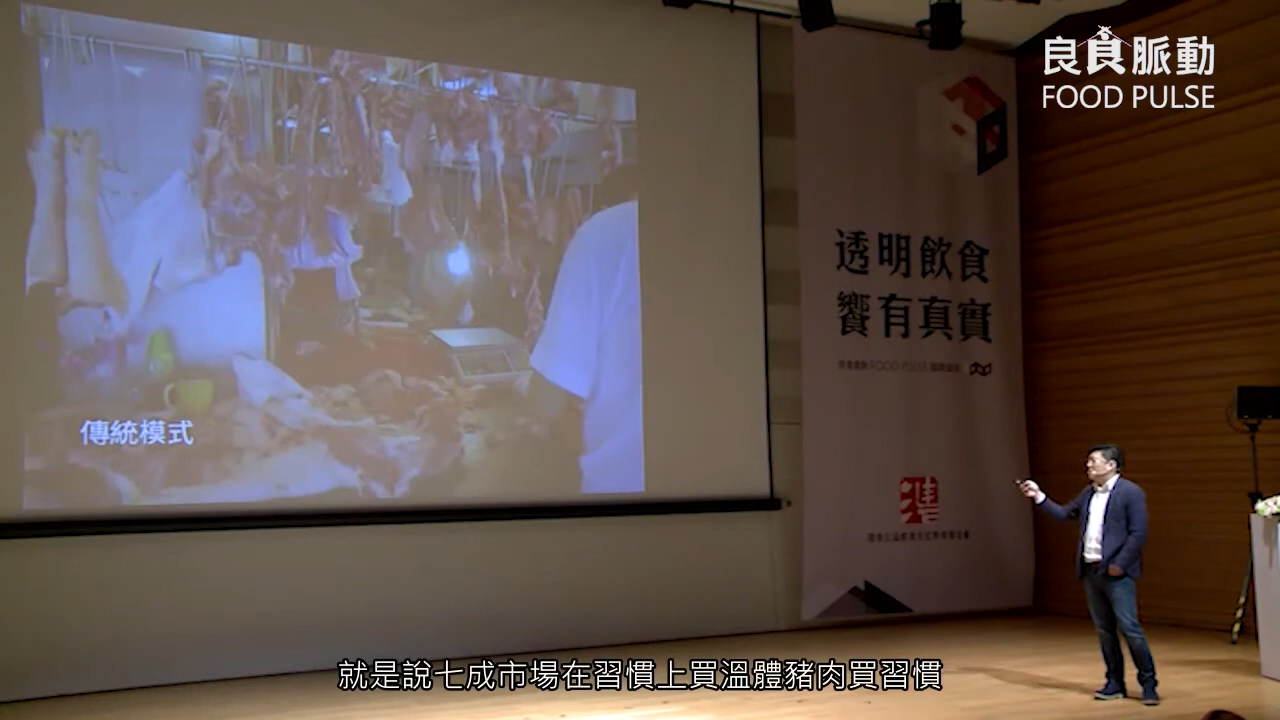 良食脈動
FOOD PULSE
透明飲食
饗有真實
傳統模式
就是說七成市場在習慣上買溫體豬肉買習慣